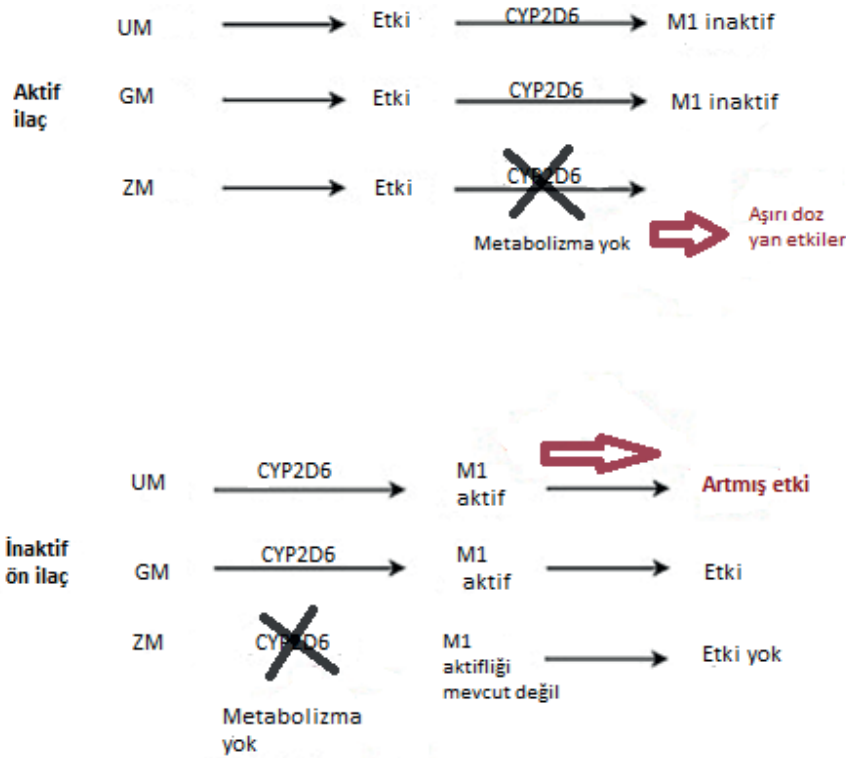 UM Etki CYP2D6 M1 inaktif
Aktif
ilaç
GM Etki CYP2D6 M1 inaktif
ZM Etki CYP2D6
Metabolizma yok
Aşırı doz
yan etkiler
UM CYP2D6 M1
aktif
Artmış etki
İnaktif
ön ilaç
GM CYP2D6 M1
aktif
Etki
ZM CYP2D6 M1
aktifliği
mevcut değil
Etki yok
Metabolizma
yok